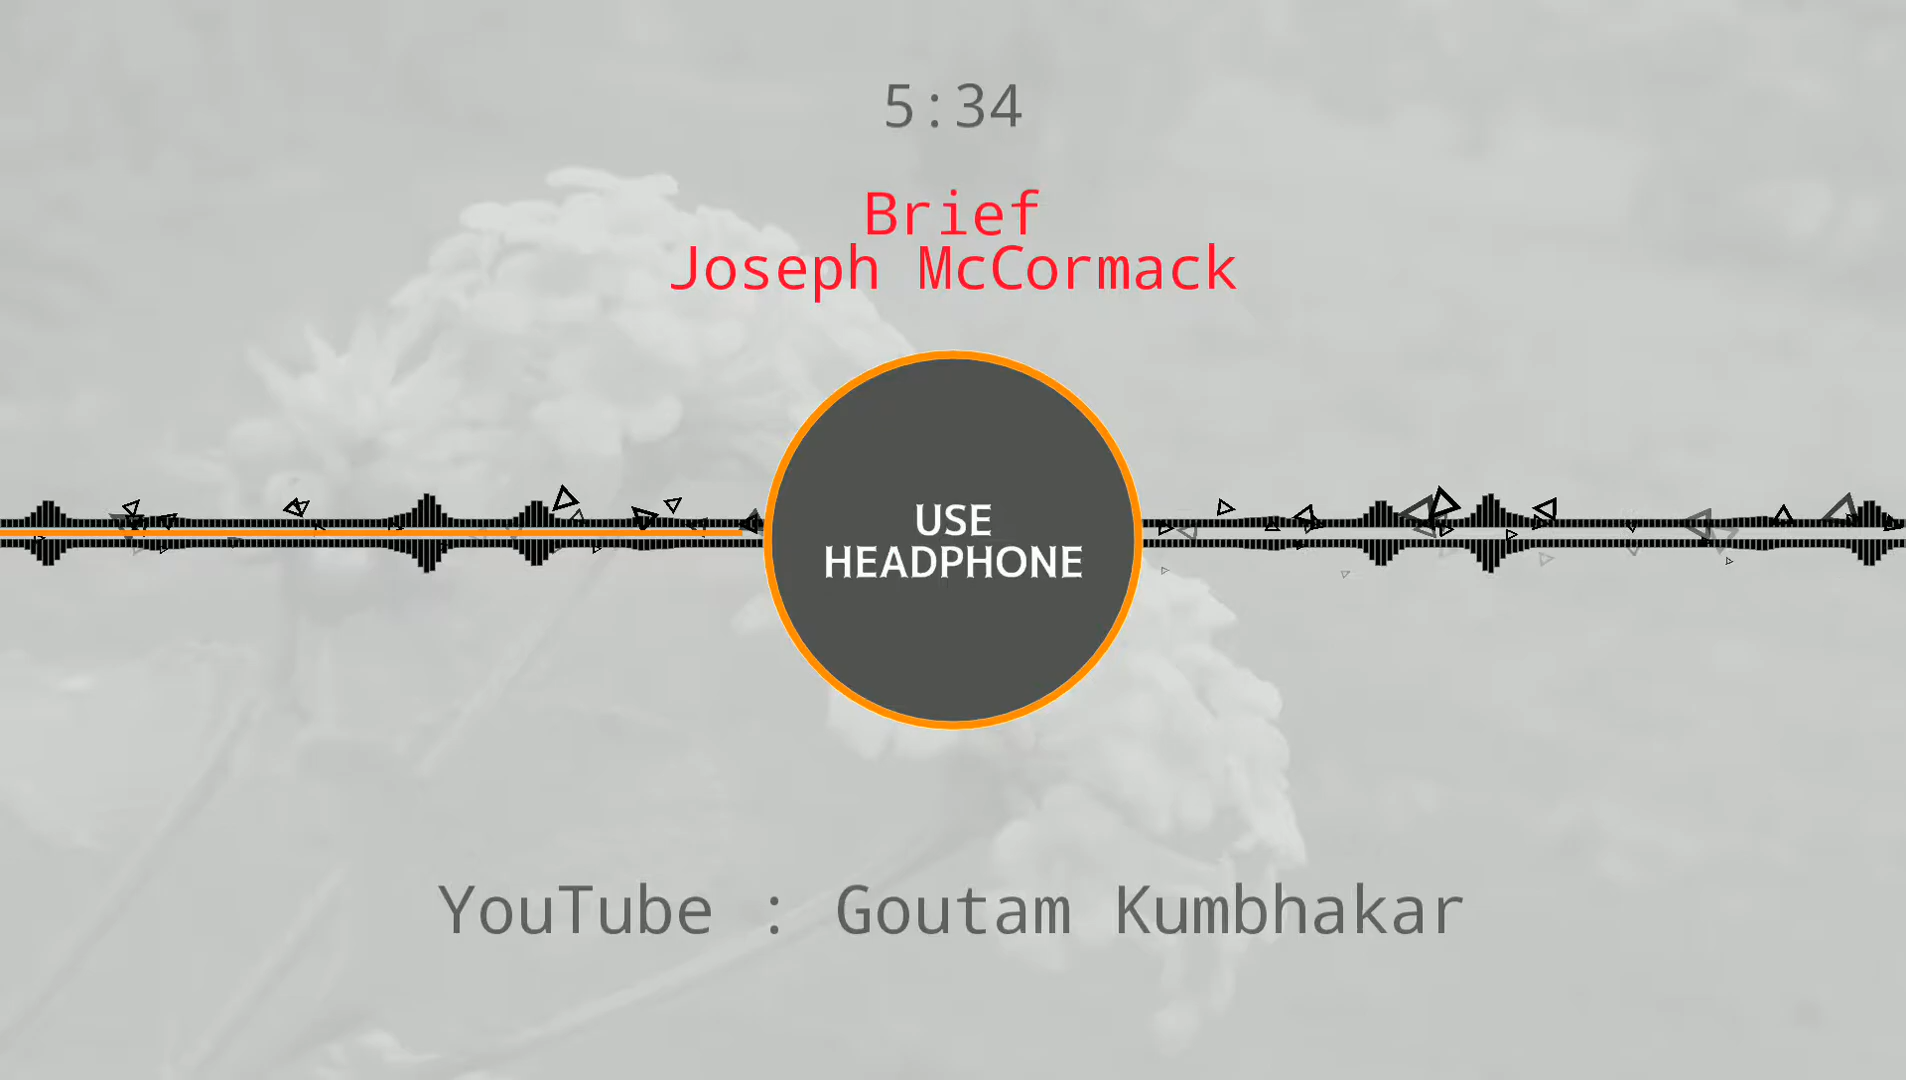 5:34
Brief
Joseph McCormack
USE
HEADPHONE
YouTube : Goutam Kumbhakar